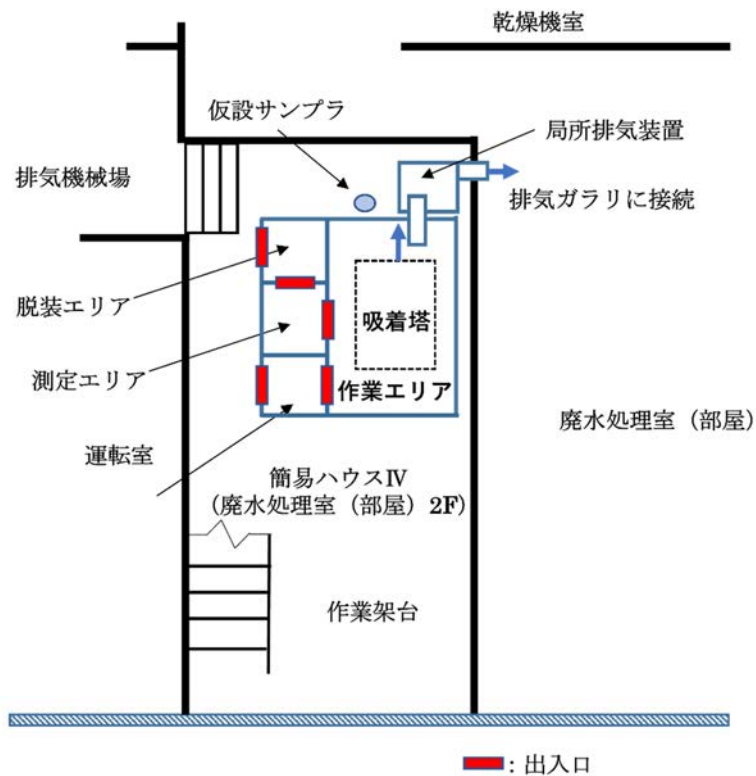 乾燥機室
仮設サンプラ
局所排気装置
排気機械場
排気ガラリに接続
脱装エリア
吸着塔
測定エリア
作業エリア
廃水処理室（部屋）
運転室
簡易ハウスⅣ
（廃水処理室（部屋）2F）
作業架台
：出入口